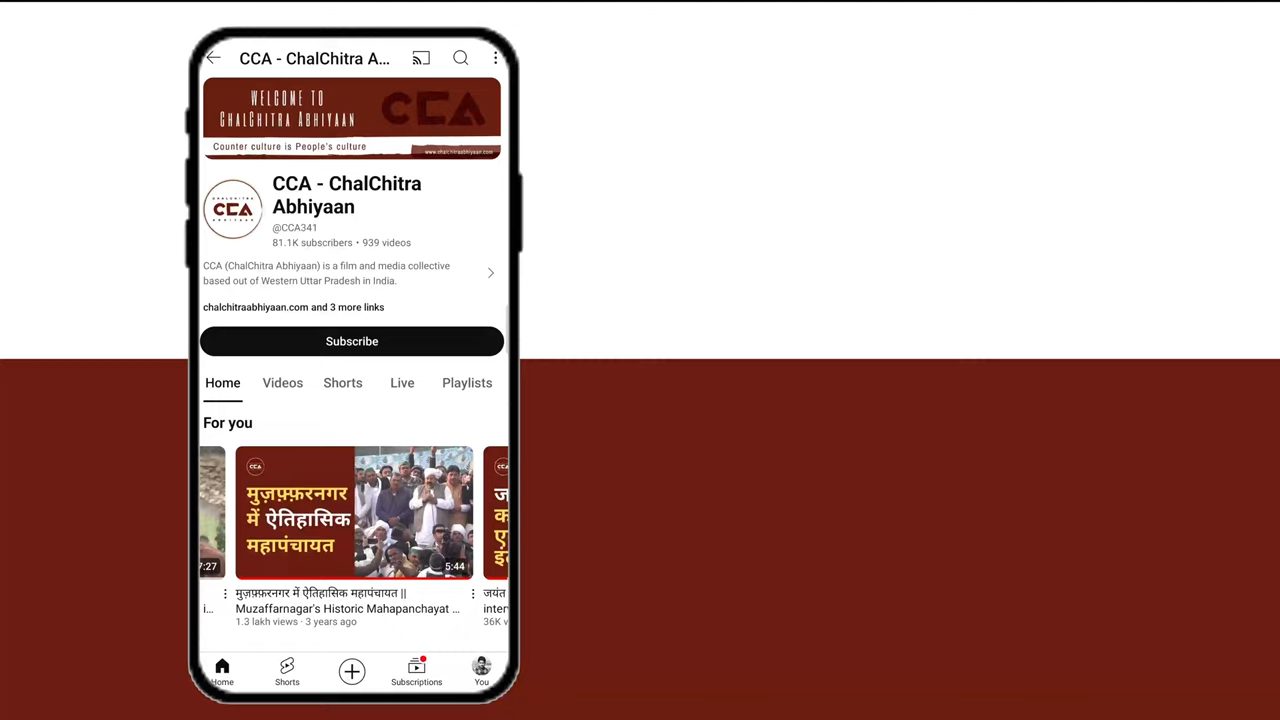 CCA - ChalChitra A...
WELCOME TO
CHALCHITRA ABHIYAAN
CCA
Counter culture is People's culture
www.chalchitraabhiyaan.com
CHALCHITRA
CCA
ABHIYAAN
CCA - ChalChitra
Abhiyaan
@CCA341
81.1K subscribers • 939 videos
CCA (ChalChitra Abhiyaan) is a film and media collective
based out of Western Uttar Pradesh in India.
chalchitraabhiyaan.com and 3 more links
Subscribe
Home Videos Shorts Live Playlists
For you
CCA
मुज़फ़्फ़रनगर
में ऐतिहासिक
महापंचायत
7:27
5:44
मुज़फ़्फ़रनगर में ऐतिहासिक महापंचायत ||
Muzaffarnagar's Historic Mahapanchayat ...
1.3 lakh views · 3 years ago
i...
जयंत
36K
Home Shorts Subscriptions You